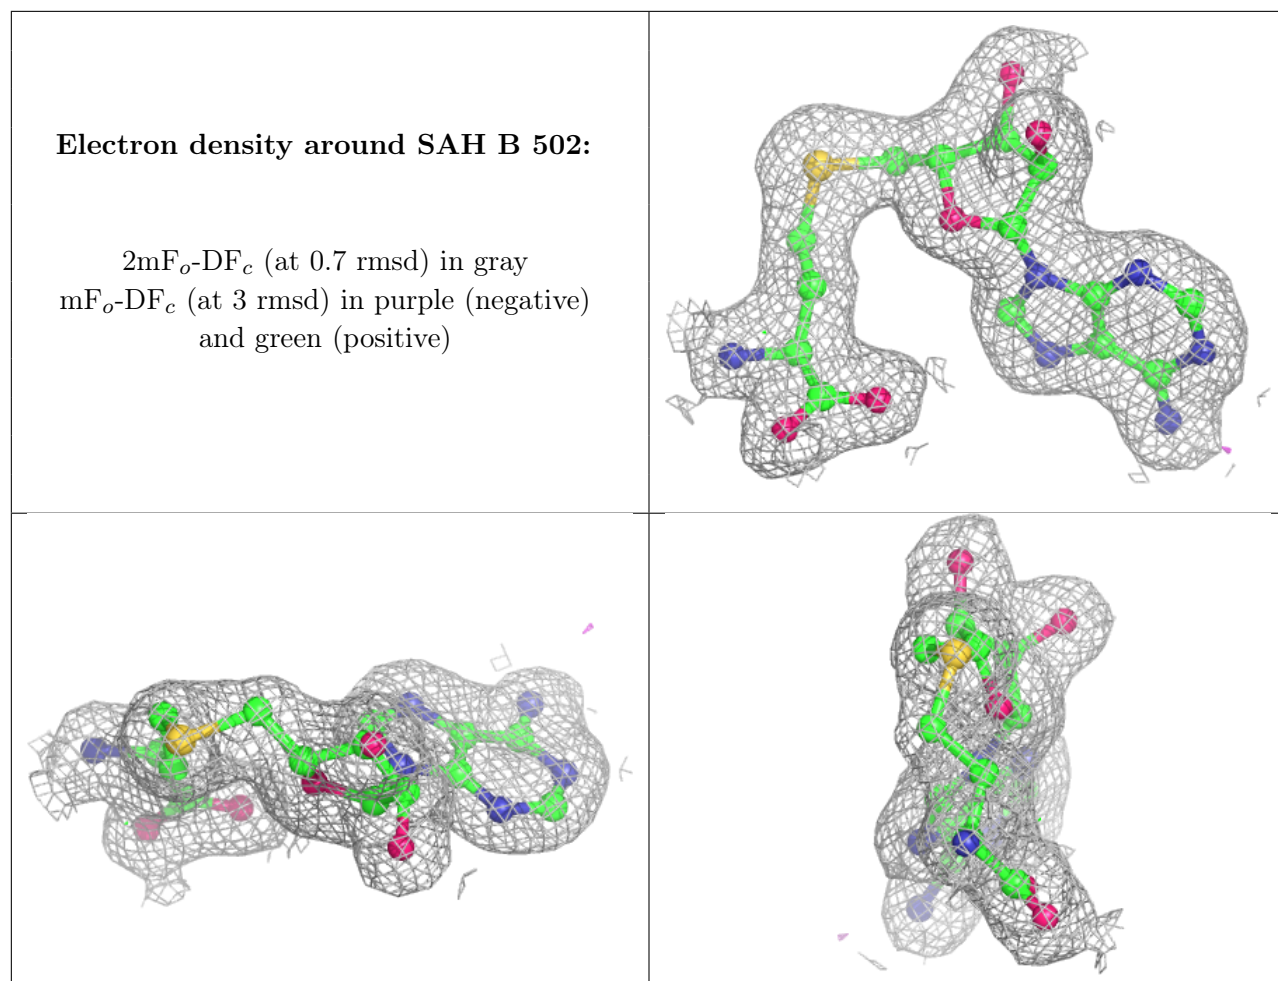 Electron density around SAH B 502:
2mFo-DFc (at 0.7 rmsd) in gray
mFo-DFc (at 3 rmsd) in purple (negative)
and green (positive)